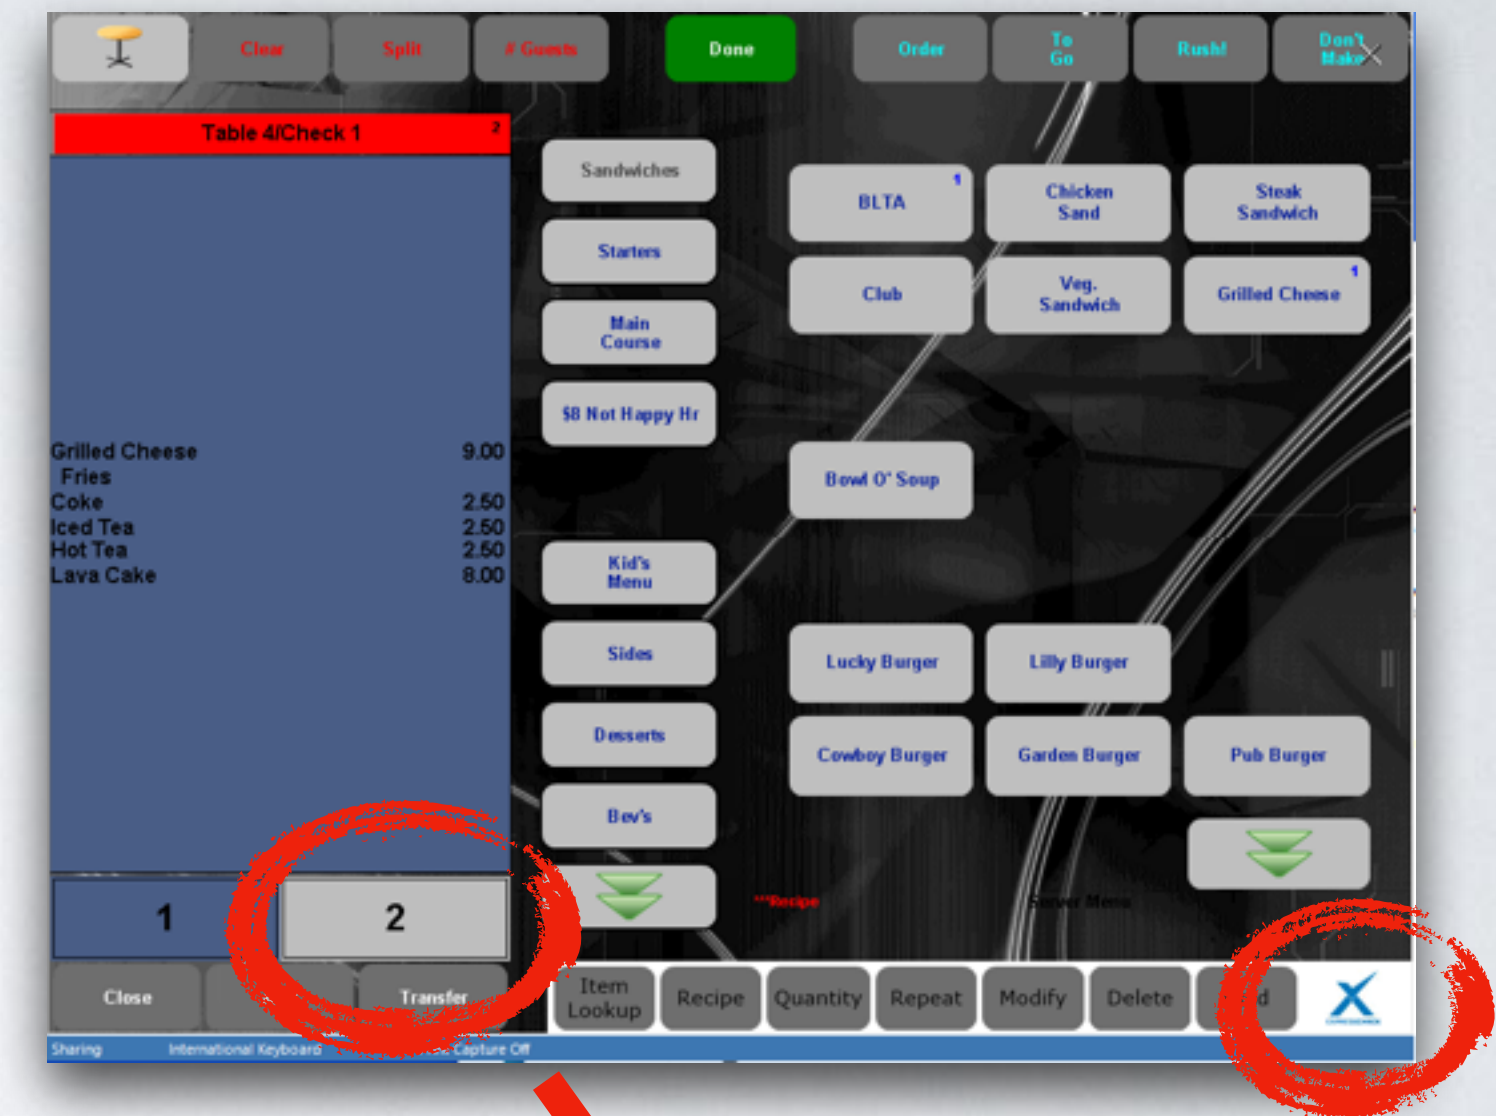 Clear
Split
# Guests
Done
Order
To
Go
Rush!
Don't
Make
Table 4/Check 1
2
Grilled Cheese 9.00
Fries
Coke 2.50
Iced Tea 2.50
Hot Tea 2.50
Lava Cake 8.00
1
2
Close
Transfer
Sandwiches
Starters
Main
Course
$8 Not Happy Hr
Kid's
Menu
Sides
Desserts
Bev's
BLTA
1
Chicken
Sand
Steak
Sandwich
Club
Veg.
Sandwich
Grilled Cheese
1
Bowl O' Soup
Lucky Burger
Lilly Burger
Cowboy Burger
Garden Burger
Pub Burger
***Recipe
Server Menu
Item
Lookup
Recipe
Quantity
Repeat
Modify
Delete
Sharing
International Keyboard
Capture Off